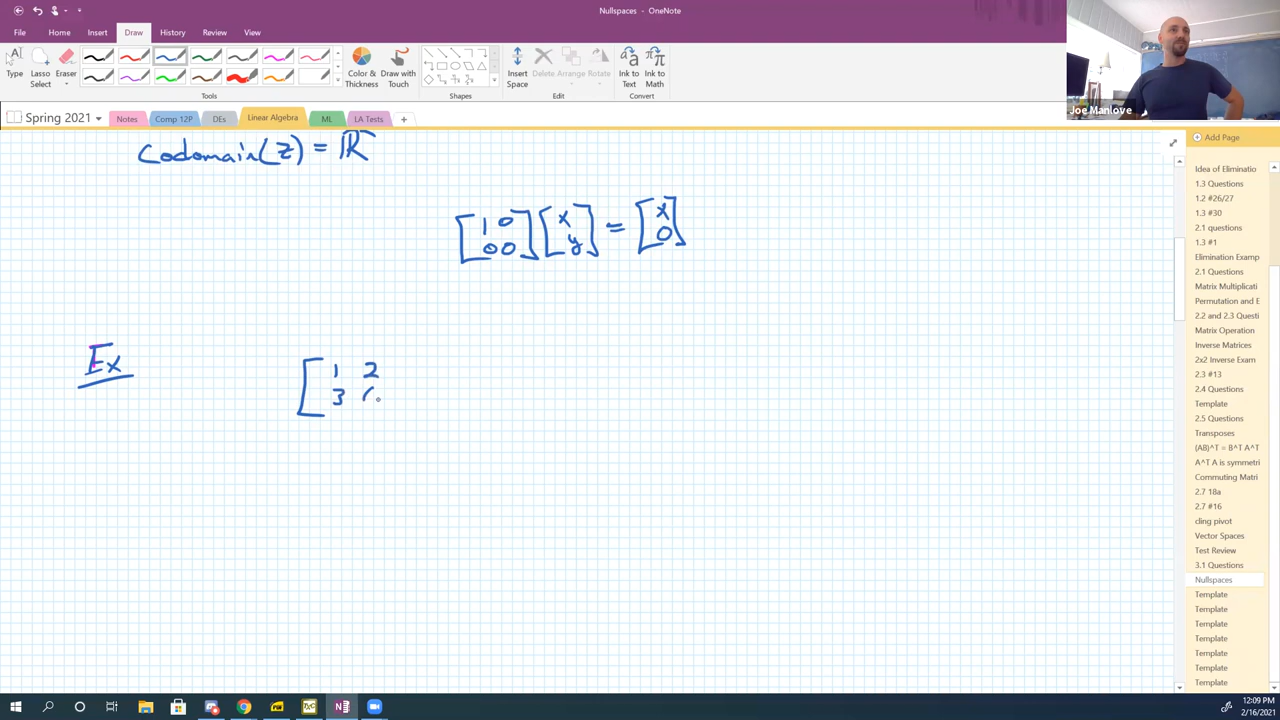 Nullspaces - OneNote
File Home Insert Draw History Review View
Type
Lasso Select
Eraser
Color & Thickness
Draw with Touch
Insert Space
Delete
Arrange
Rotate
Ink to Text
Ink to Math
Tools
Shapes
Edit
Convert
Joe Manlove
Spring 2021
Notes
Comp 12P
DEs
Linear Algebra
ML
LA Tests
Add Page
Codomain(Z) = ℝ
[1 0
0 0] [x
y] = [x
0]
Ex
[1 2
3
Idea of Eliminatio
1.3 Questions
1.2 #26/27
1.3 #30
2.1 questions
1.3 #1
Elimination Examp
2.1 Questions
Matrix Multiplicati
Permutation and E
2.2 and 2.3 Questi
Matrix Operation
Inverse Matrices
2x2 Inverse Exam
2.3 #13
2.4 Questions
Template
2.5 Questions
Transposes
(AB)^T = B^T A^T
A^T A is symmetri
Commuting Matri
2.7 18a
2.7 #16
cling pivot
Vector Spaces
Test Review
3.1 Questions
Nullspaces
Template
Template
Template
Template
Template
Template
Template
12:09 PM
2/16/2021